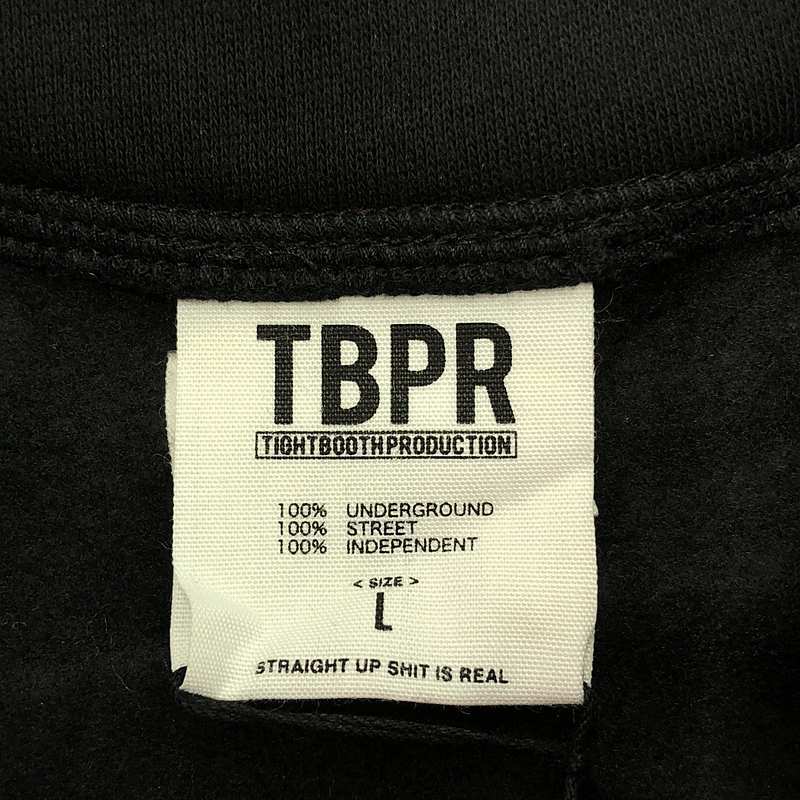 TBPR
TIGHTBOOTHPRODUCTION
100% UNDERGROUND
100% STREET
100% INDEPENDENT
< SIZE >
L
STRAIGHT UP SHIT IS REAL